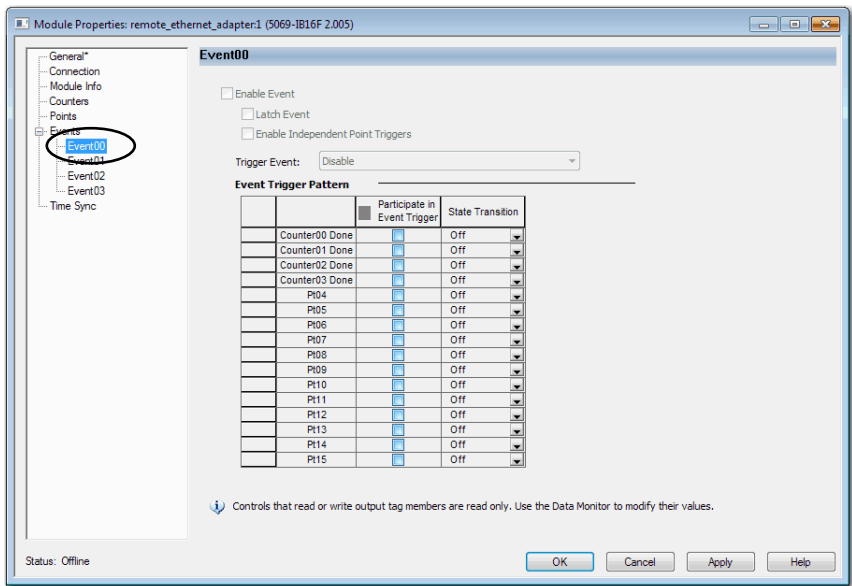 Module Properties: remote_ethernet_adapter:1 (5069-IB16F 2.005)
General*
Connection
Module Info
Counters
Points
Events
Event00
Event01
Event02
Event03
Time Sync
Event00
Enable Event
Latch Event
Enable Independent Point Triggers
Trigger Event: Disable
Event Trigger Pattern
Participate in Event Trigger State Transition
Counter00 Done Off
Counter01 Done Off
Counter02 Done Off
Counter03 Done Off
Pt04 Off
Pt05 Off
Pt06 Off
Pt07 Off
Pt08 Off
Pt09 Off
Pt10 Off
Pt11 Off
Pt12 Off
Pt13 Off
Pt14 Off
Pt15 Off
Controls that read or write output tag members are read only. Use the Data Monitor to modify their values.
Status: Offline
OK Cancel Apply Help